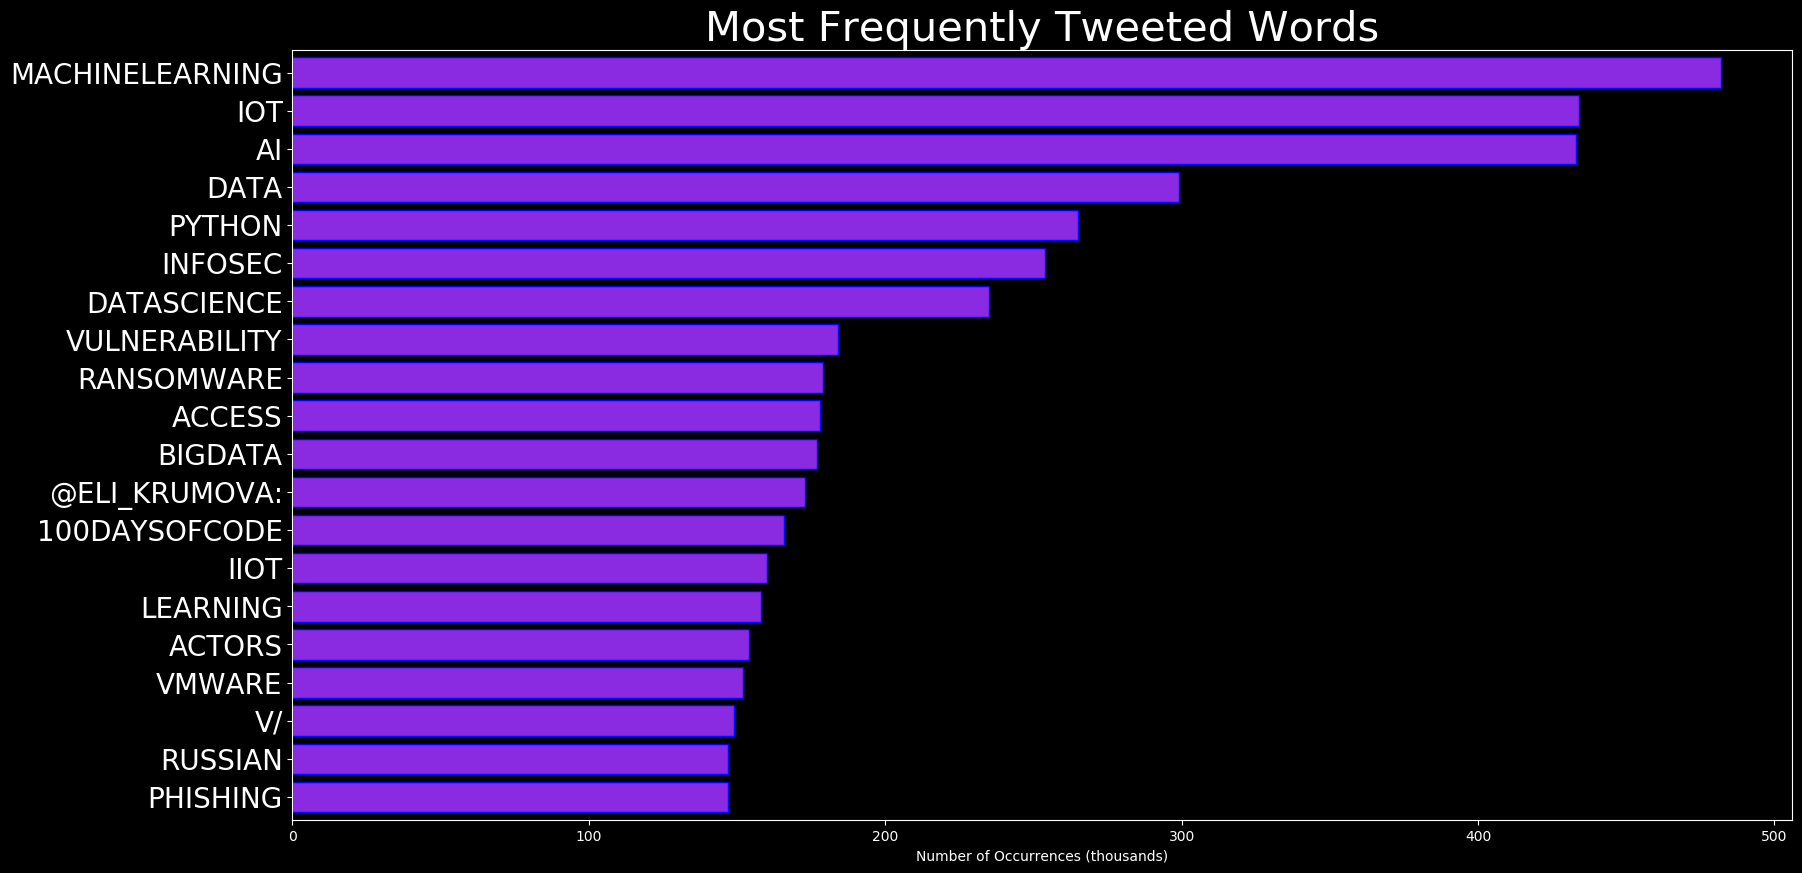 Most Frequently Tweeted Words
MACHINELEARNING
IOT
AI
DATA
PYTHON
INFOSEC
DATASCIENCE
VULNERABILITY
RANSOMWARE
ACCESS
BIGDATA
@ELI_KRUMOVA:
100DAYSOFCODE
IIOT
LEARNING
ACTORS
VMWARE
V/
RUSSIAN
PHISHING
0 100 200 300 400 500
Number of Occurrences (thousands)